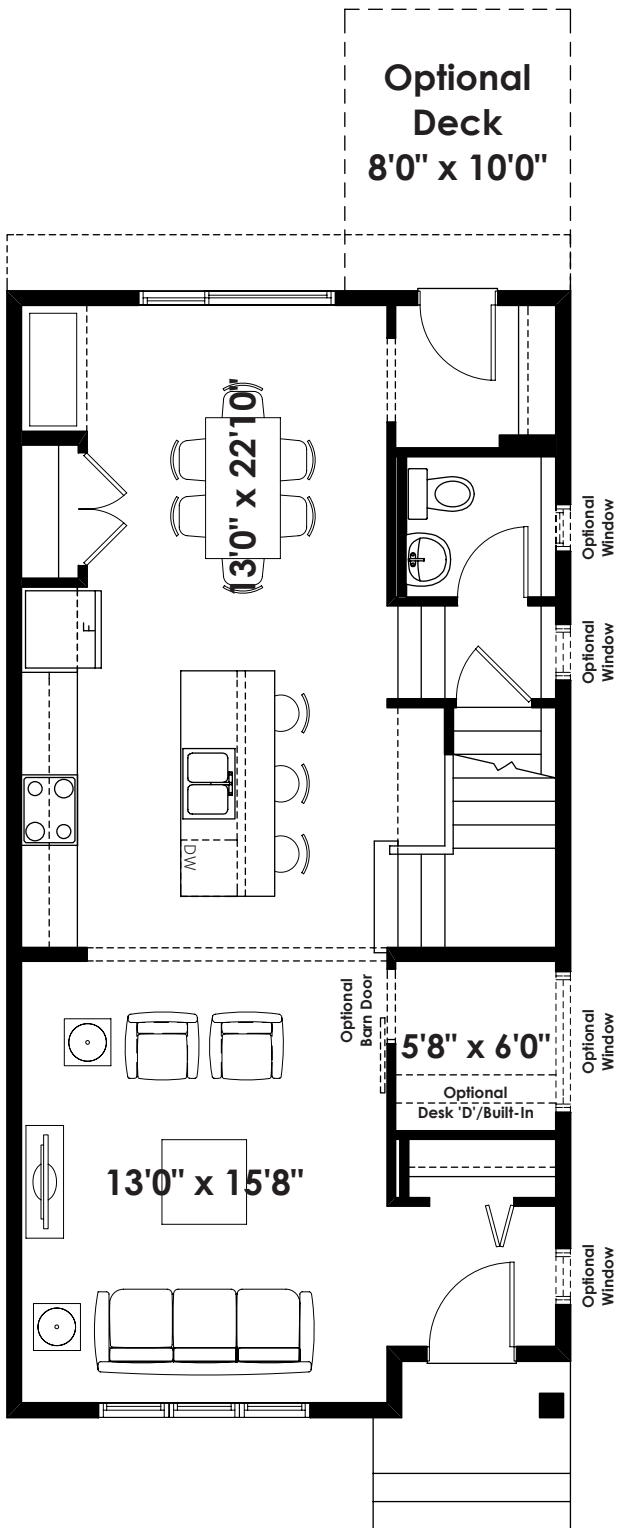 Optional
Deck
8'0" x 10'0"
13'0" x 22'10"
Optional
Window
F
Optional
Window
DW
Optional
Barn Door
5'8" x 6'0"
Optional
Window
Optional
Desk 'D'/Built-In
13'0" x 15'8"
Optional
Window